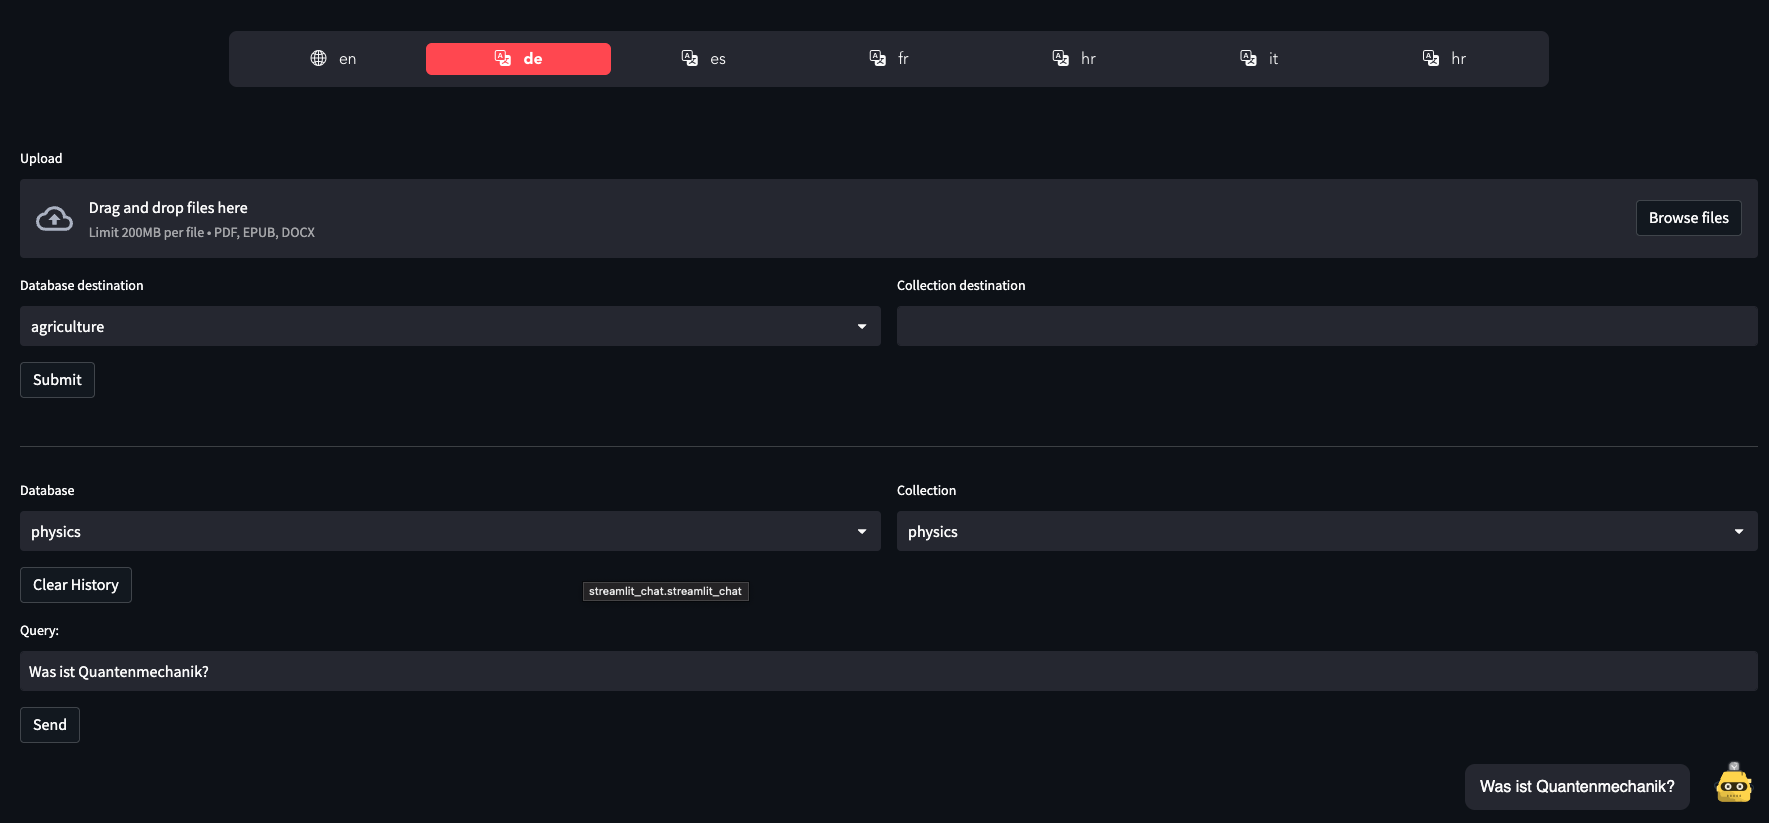 en de es fr hr it hr
Upload
Drag and drop files here
Limit 200MB per file • PDF, EPUB, DOCX
Browse files
Database destination
Collection destination
agriculture
Submit
Database
Collection
physics
physics
Clear History
streamlit_chat.streamlit_chat
Query:
Was ist Quantenmechanik?
Send
Was ist Quantenmechanik?